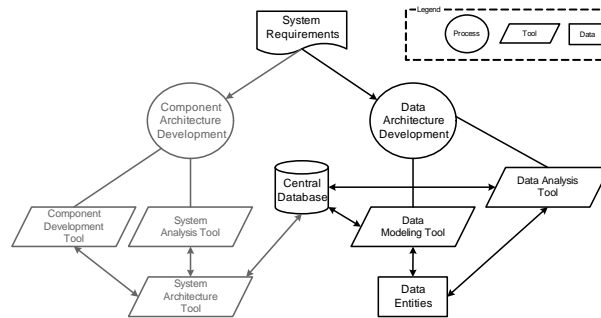 System
Requirements
Legend
Process
Tool
Data
Component
Architecture
Development
Data
Architecture
Development
Central
Database
Data Analysis
Tool
Component
Development
Tool
System
Analysis Tool
Data
Modeling Tool
System
Architecture Tool
Data
Entities